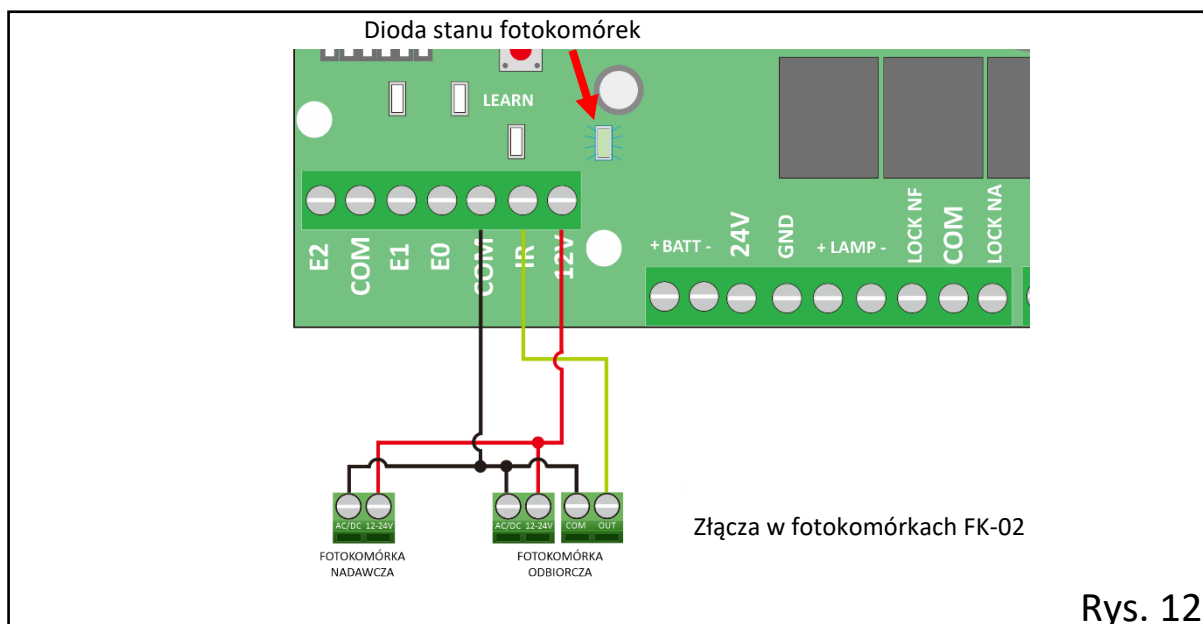 Dioda stanu fotokomórek
LEARN
E2
COM
E1
E0
COM
IR
12V
+ BATT -
24V
GND
+ LAMP -
LOCK NF
COM
LOCK NA
AC/DC 12-24V
AC/DC 12-24V
COM OUT
FOTOKOMÓRKA
NADAWCZA
FOTOKOMÓRKA
ODBIORCZA
Złącza w fotokomórkach FK-02
Rys. 12